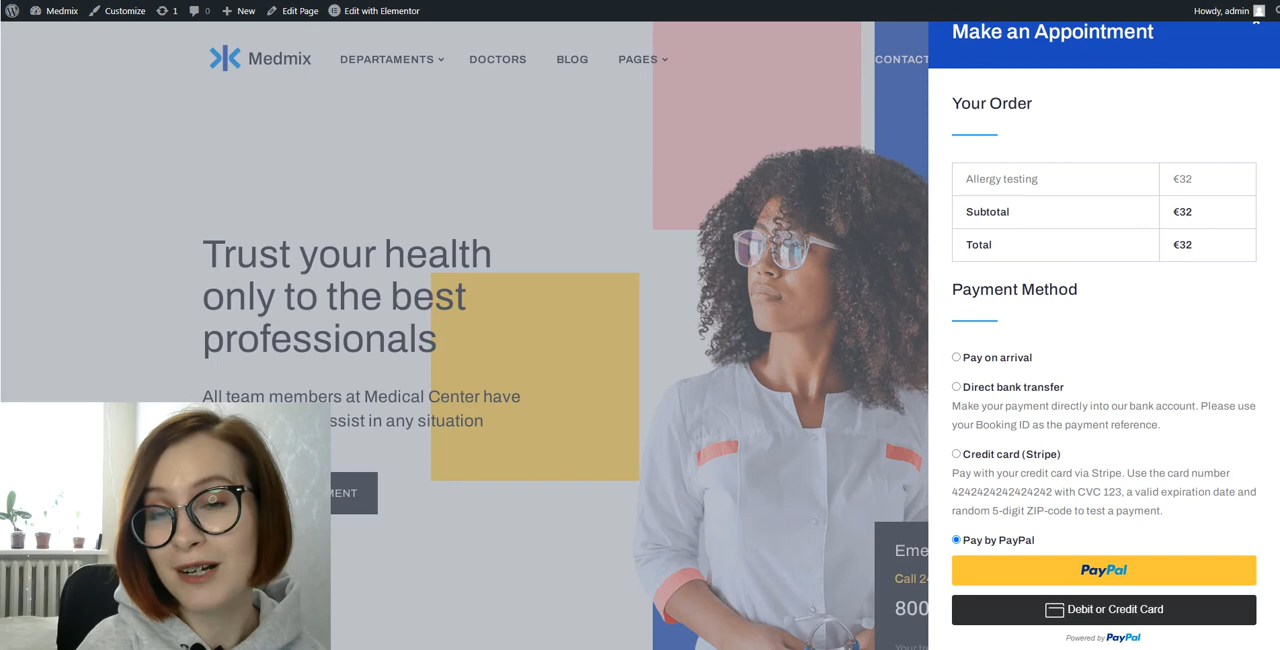 Medmix Customize 1 0 New Edit Page Edit with Elementor Howdy, admin
Medmix DEPARTAMENTS DOCTORS BLOG PAGES CONTACT
Trust your health
only to the best
professionals
All team members at Medical Center have
ssist in any situation
MENT
Eme
Call 24
800
Make an Appointment
Your Order
Allergy testing €32
Subtotal €32
Total €32
Payment Method
Pay on arrival
Direct bank transfer
Make your payment directly into our bank account. Please use
your Booking ID as the payment reference.
Credit card (Stripe)
Pay with your credit card via Stripe. Use the card number
4242424242424242 with CVC 123, a valid expiration date and
random 5-digit ZIP-code to test a payment.
Pay by PayPal
PayPal
Debit or Credit Card
Powered by PayPal